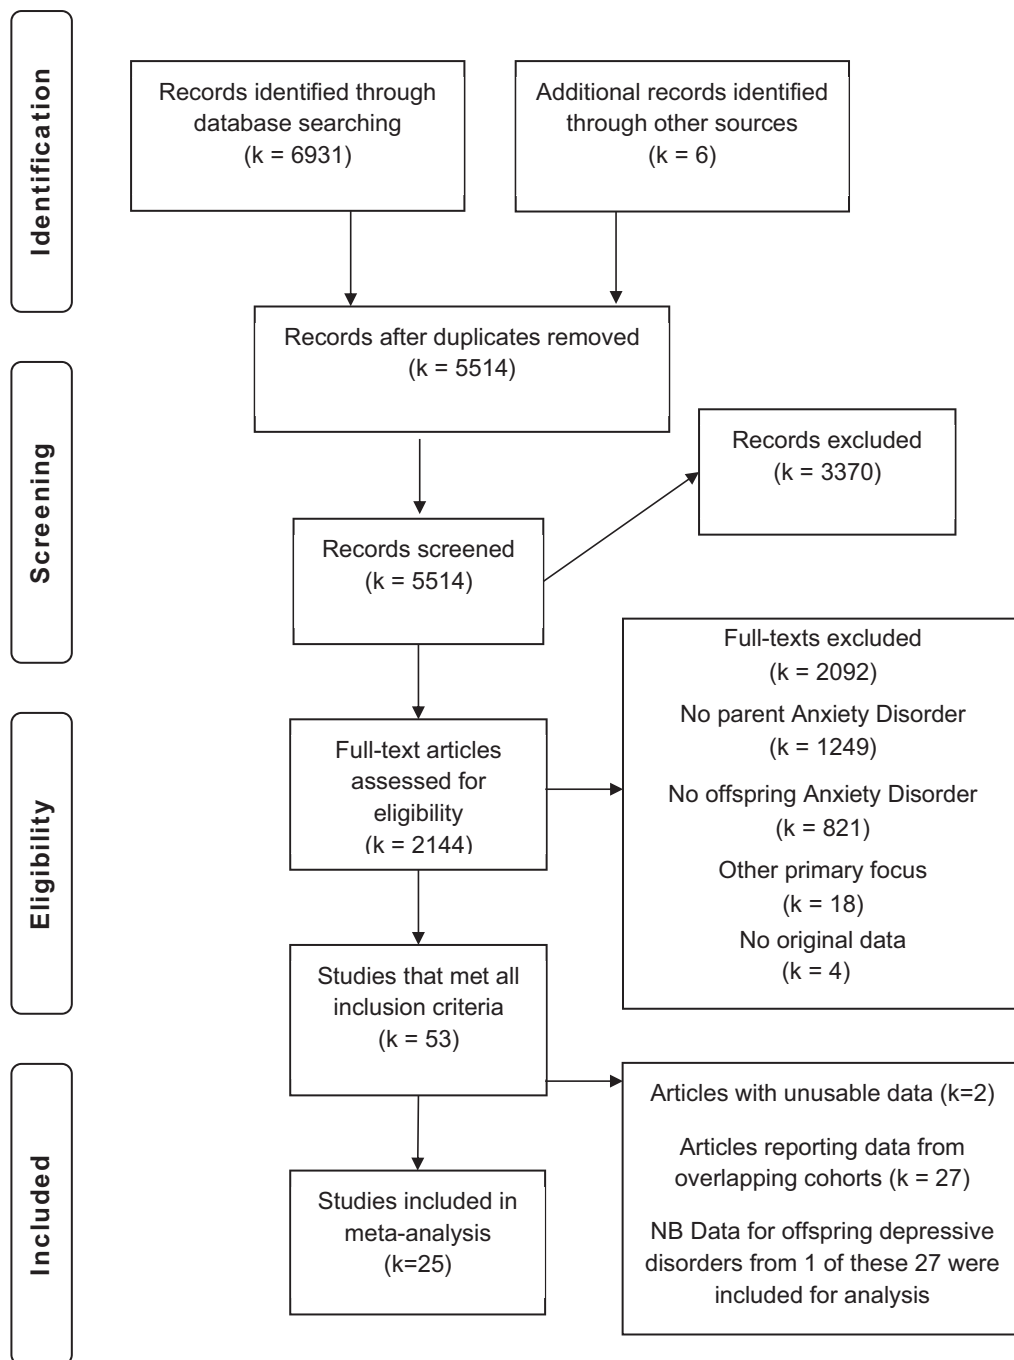 Identification
Records identified through
database searching
(k = 6931)
Additional records identified
through other sources
(k = 6)
Records after duplicates removed
(k = 5514)
Screening
Records excluded
(k = 3370)
Records screened
(k = 5514)
Eligibility
Full-text articles
assessed for
eligibility
(k = 2144)
Full-texts excluded
(k = 2092)
No parent Anxiety Disorder
(k = 1249)
No offspring Anxiety Disorder
(k = 821)
Other primary focus
(k = 18)
No original data
(k = 4)
Studies that met all
inclusion criteria
(k = 53)
Included
Articles with unusable data (k=2)
Articles reporting data from
overlapping cohorts (k = 27)
NB Data for offspring depressive
disorders from 1 of these 27 were
included for analysis
Studies included in
meta-analysis
(k=25)